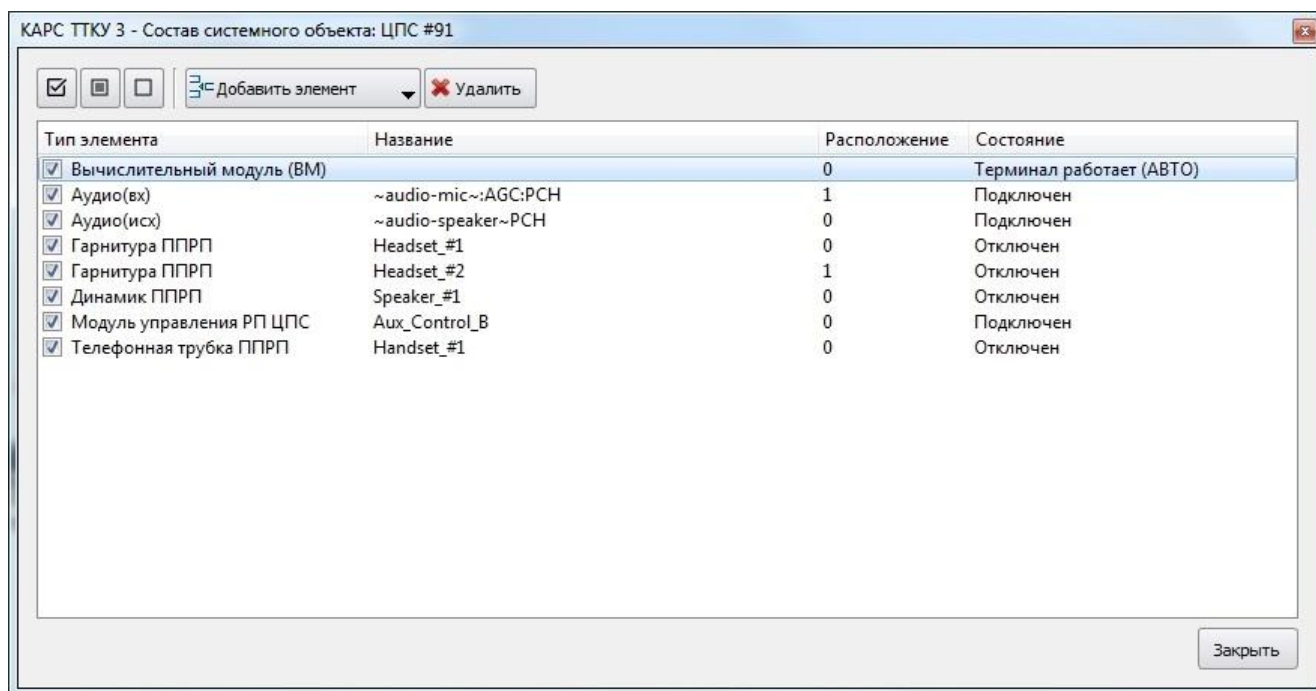 КАРС ТТКУ 3 - Состав системного объекта: ЦПС #91
Добавить элемент Удалить
Тип элемента Название Расположение Состояние
Вычислительный модуль (ВМ) 0 Терминал работает (АВТО)
Аудио(вх) ~audio-mic~:AGC:PCH 1 Подключен
Аудио(исх) ~audio-speaker~PCH 0 Подключен
Гарнитура ППРП Headset_#1 0 Отключен
Гарнитура ППРП Headset_#2 1 Отключен
Динамик ППРП Speaker_#1 0 Отключен
Модуль управления РП ЦПС Aux_Control_B 0 Подключен
Телефонная трубка ППРП Handset_#1 0 Отключен
Закрыть